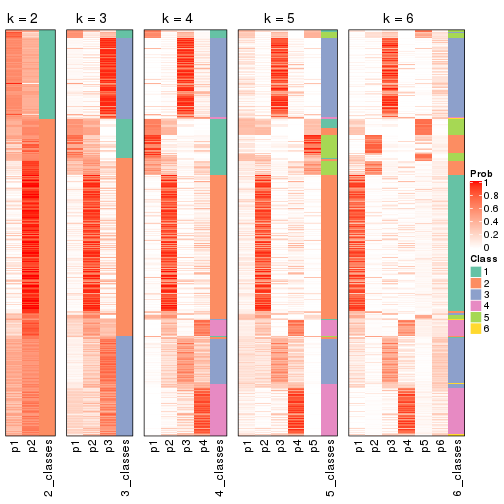 k = 2
k = 3
k = 4
k = 5
k = 6
Prob
1
0.8
0.6
0.4
0.2
0
Class
1
2
3
4
5
6
p1
p2
2_classes
p1
p2
p3
3_classes
p1
p2
p3
p4
4_classes
p1
p2
p3
p4
p5
5_classes
p1
p2
p3
p4
p5
p6
6_classes